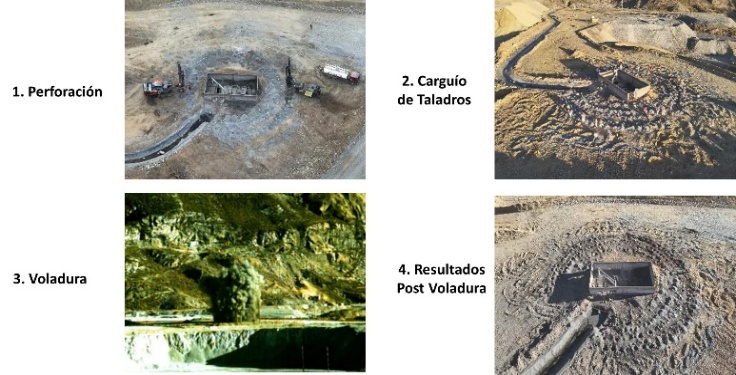 1. Perforación
2. Carguío
de Taladros
3. Voladura
4. Resultados
Post Voladura